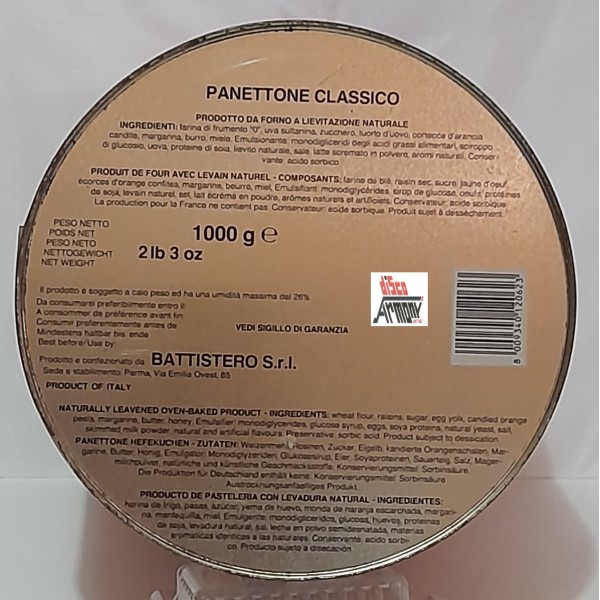 PANETTONE CLASSICO
PRODOTTO DA FORNO A LIEVITAZIONE NATURALE
INGREDIENTI: farina di frumento "0", uva sultanina, zucchero, tuorlo d'uovo, corteccia d'arancia
candite, margarina, burro, miele, Emulsionante: monodigliceridi degli acidi grassi alimentari, sciroppo
di glucosio, uova, proteine di soia, lievito naturale, sale, latte scremato in polvere, aromi naturali. Conser-
vante: acido sorbico
PRODUIT DE FOUR AVEC LEVAIN NATUREL - COMPOSANTS: farine de blé, raisin sec, sucre, jaune d'oeuf,
écorces d'orange confites, margarine, beurre, miel, Emulsifiant: monodiglycérides, sirop de glucose, oeufs, protéines
de soja, levain naturel, sel, lait écrémé en poudre, arômes naturels et artificiels. Conservateur: acide sorbique
La production pour la France ne contient pas: Conservateur: acide sorbique. Produit sujet à dessèchement.
PESO NETTO
POIDS NET
PESO NETO
NETTOGEWICHT
NET WEIGHT
1000 g ℮
2 lb 3 oz
Il prodotto è soggetto a calo peso ed ha una umidità massima del 26%
Da consumarsi preferibilmente entro il:
A consommer de préférence avant fin:
Consumir preferentemente antes de:
Mindestens haltbar bis, ende
Best before/Use by:
VEDI SIGILLO DI GARANZIA
disco
Armony
8 009340 120623
Prodotto e confezionato da BATTISTERO S.r.l.
Sede e stabilimento: Parma, Via Emilia Ovest, 65
PRODUCT OF ITALY
NATURALLY LEAVENED OVEN-BAKED PRODUCT - INGREDIENTS: wheat flour, raisins, sugar, egg yolk, candied orange
peels, margarine, butter, honey, Emulsifier: monodiglycerides, glucose syrup, eggs, soya proteins, natural yeast, salt,
skimmed milk powder, natural and artificial flavours. Preservative: sorbic acid. Product subject to dessication.
PANETTONE HEFEKUCHEN - ZUTATEN: Weizenmehl, Rosinen, Zucker, Eigelb, kandierte Orangenschalen, Mar-
garine, Butter, Honig, Emulgator: Monodiglyzeriden, Glukosesirup, Eier, Soyaproteinen, Sauerteig, Salz, Mager-
milchpulver, natürliche und künstliche Geschmacksstoffe. Konservierungsmittel: Sorbinsäure
Die Produktion für Deutschland enthält keine: Konservierungsmittel: Sorbinsäure
Austrocknungsanfaelliges Produkt.
PRODUCTO DE PASTELERIA CON LEVADURA NATURAL - INGREDIENTES:
harina de trigo, pasas, azúcar, yema de huevo, monda de naranja escarchada, margari-
na, mantequilla, miel, Emulgente: monodigliceridos, glucosa, huevos, proteinas
de soja, levadura natural, sal, leche en polvo semidesnatada, materias
aromáticas identicas a las naturales. Conservante: acido sorbi-
co. Producto sujeto a disecación.